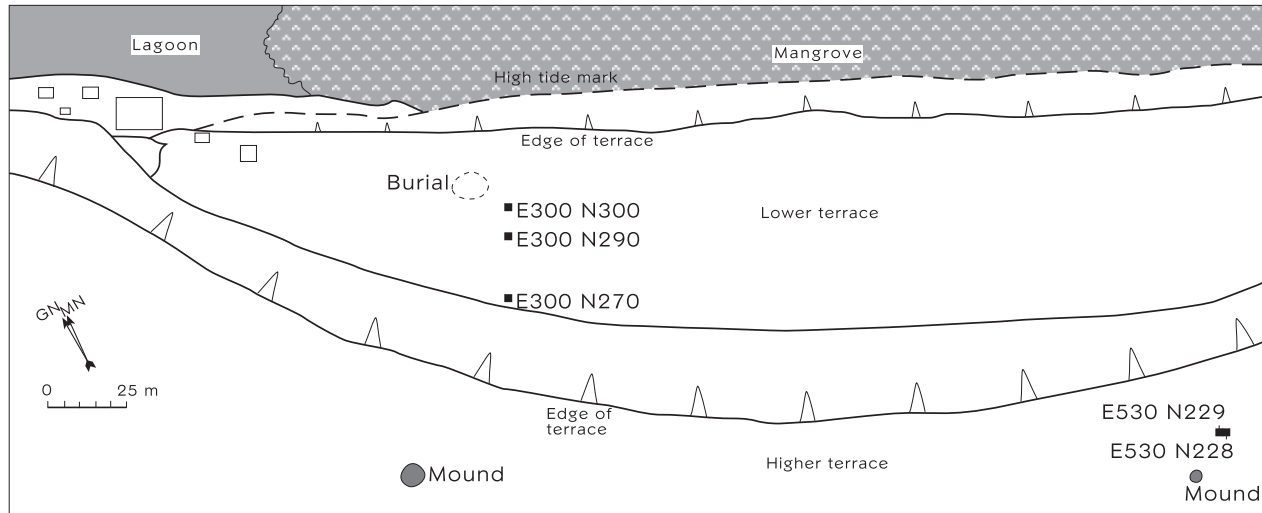 Lagoon
Mangrove
High tide mark
Edge of terrace
Burial
E300 N300
Lower terrace
E300 N290
E300 N270
GN
MN
0 25 m
E530 N229
Edge of
terrace
E530 N228
Higher terrace
Mound
Mound